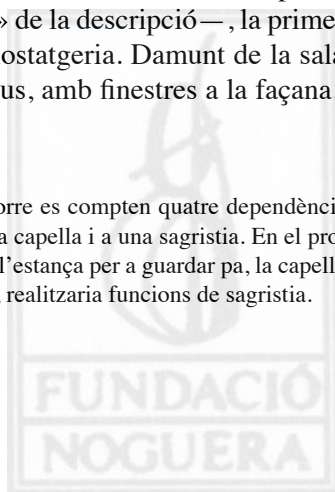 » de la descripció—, la prime
ostatgeria. Damunt de la sala
us, amb finestres a la façana
orre es compten quatre dependènci
a capella i a una sagristia. En el pro
l'estança per a guardar pa, la capell
realitzaria funcions de sagristia.
FUNDACIÓ
NOGUERA